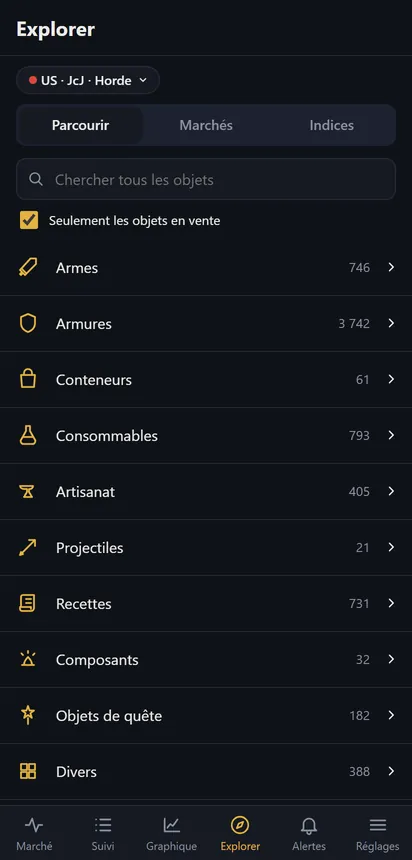 Explorer
US · JcJ · Horde
Parcourir
Marchés
Indices
Chercher tous les objets
Seulement les objets en vente
Armes 746
Armures 3 742
Conteneurs 61
Consommables 793
Artisanat 405
Projectiles 21
Recettes 731
Composants 32
Objets de quête 182
Divers 388
Marché
Suivi
Graphique
Explorer
Alertes
Réglages